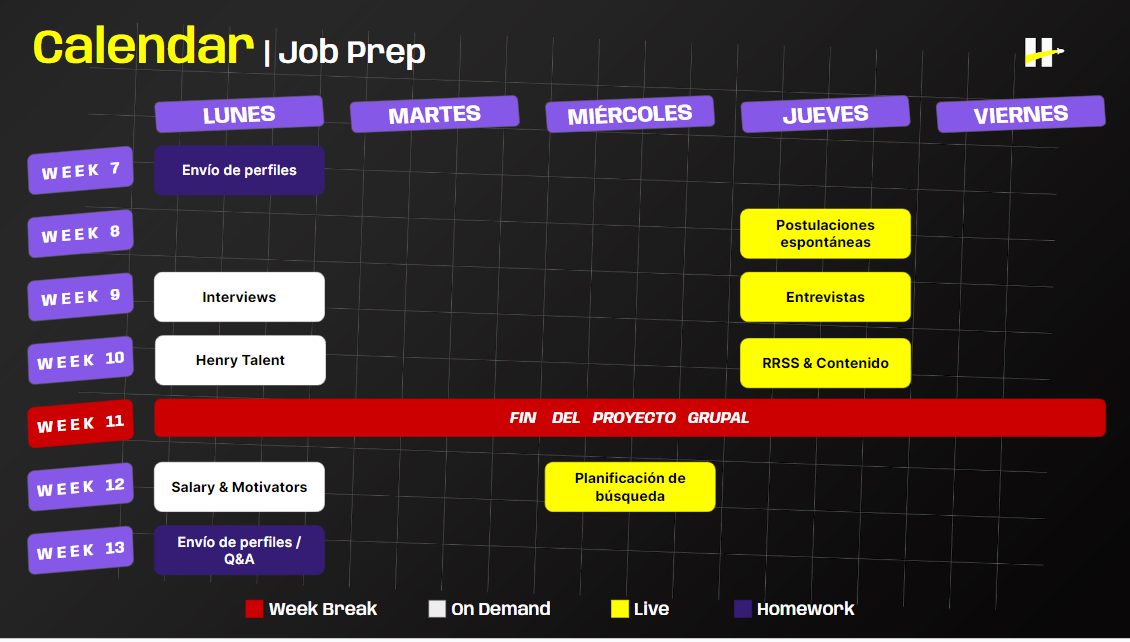 Calendar | Job Prep
H
LUNES MARTES MIÉRCOLES JUEVES VIERNES
WEEK 7
Envío de perfiles
WEEK 8
Postulaciones
espontáneas
WEEK 9
Interviews
Entrevistas
WEEK 10
Henry Talent
RRSS & Contenido
WEEK 11
FIN DEL PROYECTO GRUPAL
WEEK 12
Salary & Motivators
Planificación de
búsqueda
WEEK 13
Envío de perfiles /
Q&A
Week Break On Demand Live Homework